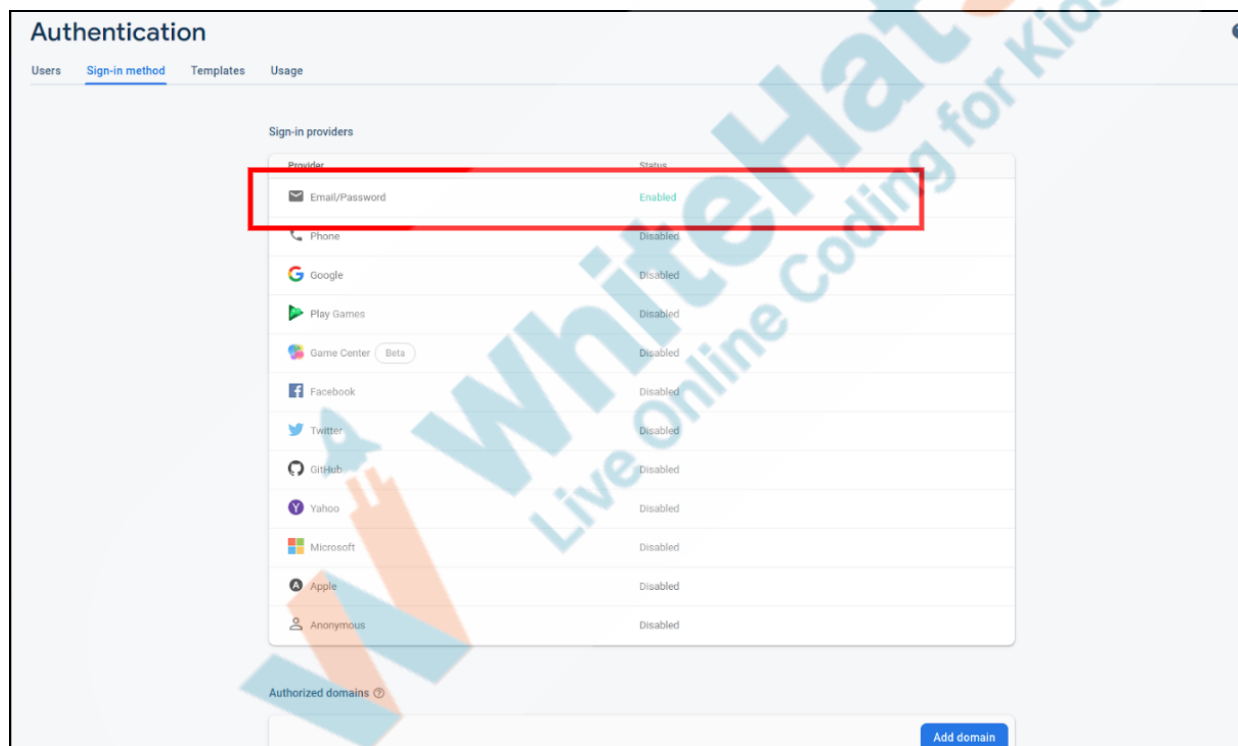 Authentication
Users Sign-in method Templates Usage
Sign-in providers
Provider Status
Email/Password Enabled
Phone Disabled
Google Disabled
Play Games Disabled
Game Center Beta Disabled
Facebook Disabled
Twitter Disabled
GitHub Disabled
Yahoo Disabled
Microsoft Disabled
Apple Disabled
Anonymous Disabled
Authorized domains
Add domain
WhiteHat
Live Online Coding for Kids